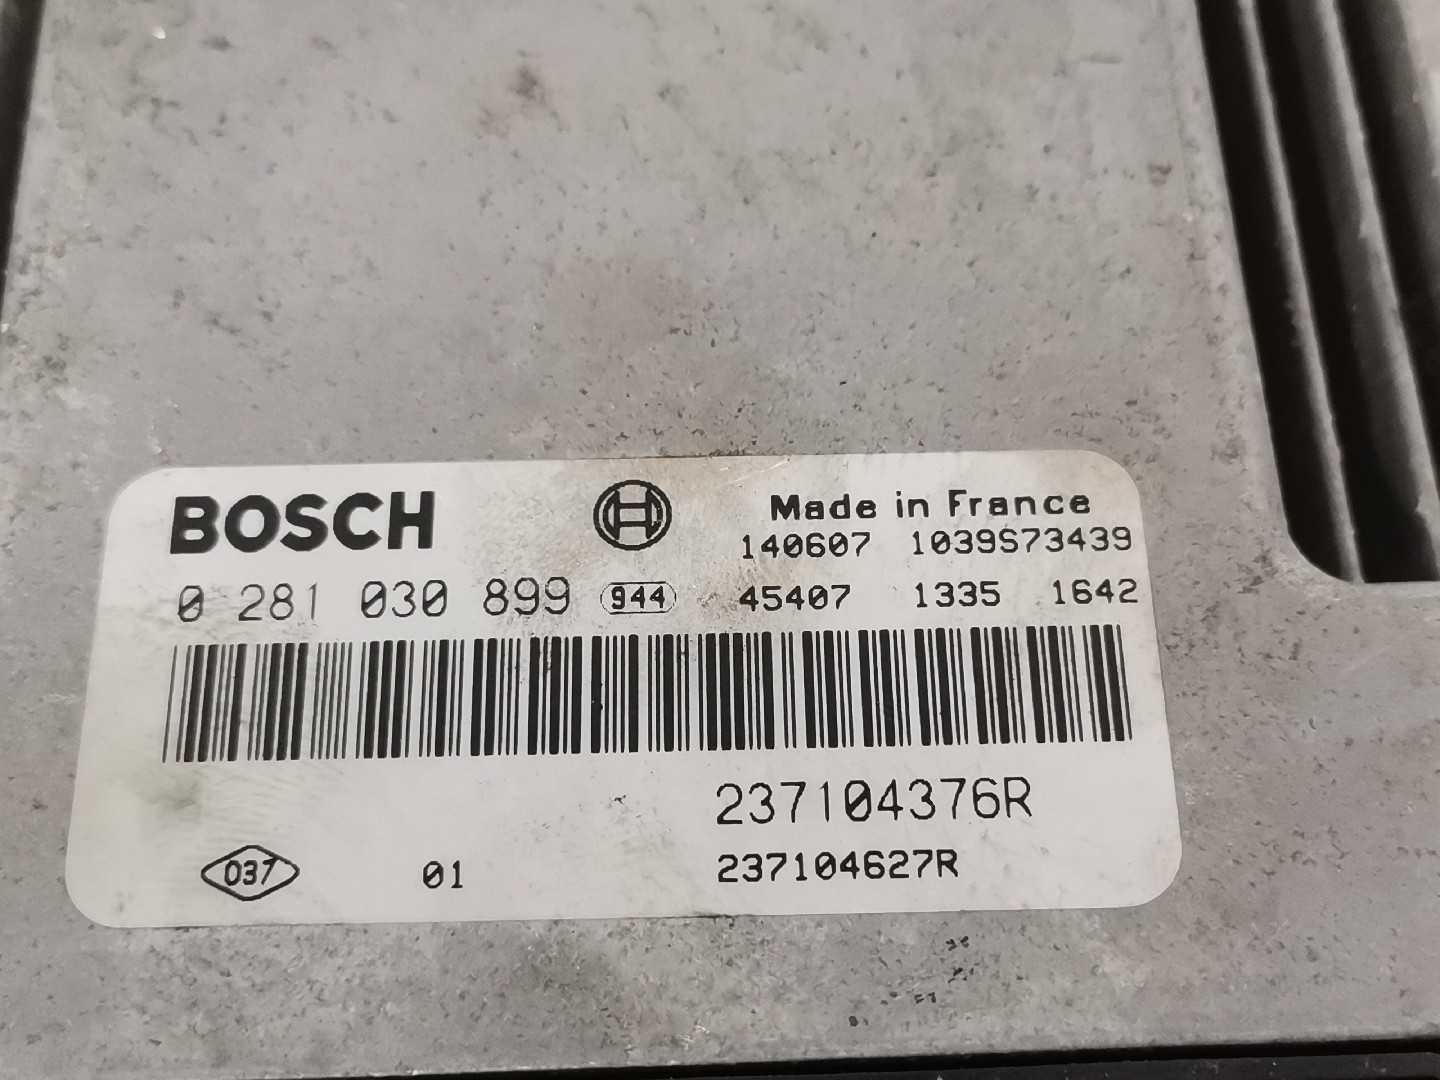 BOSCH
Made in France
140607 1039S73439
0 281 030 899 944 45407 1335 1642
237104376R
037 01 237104627R